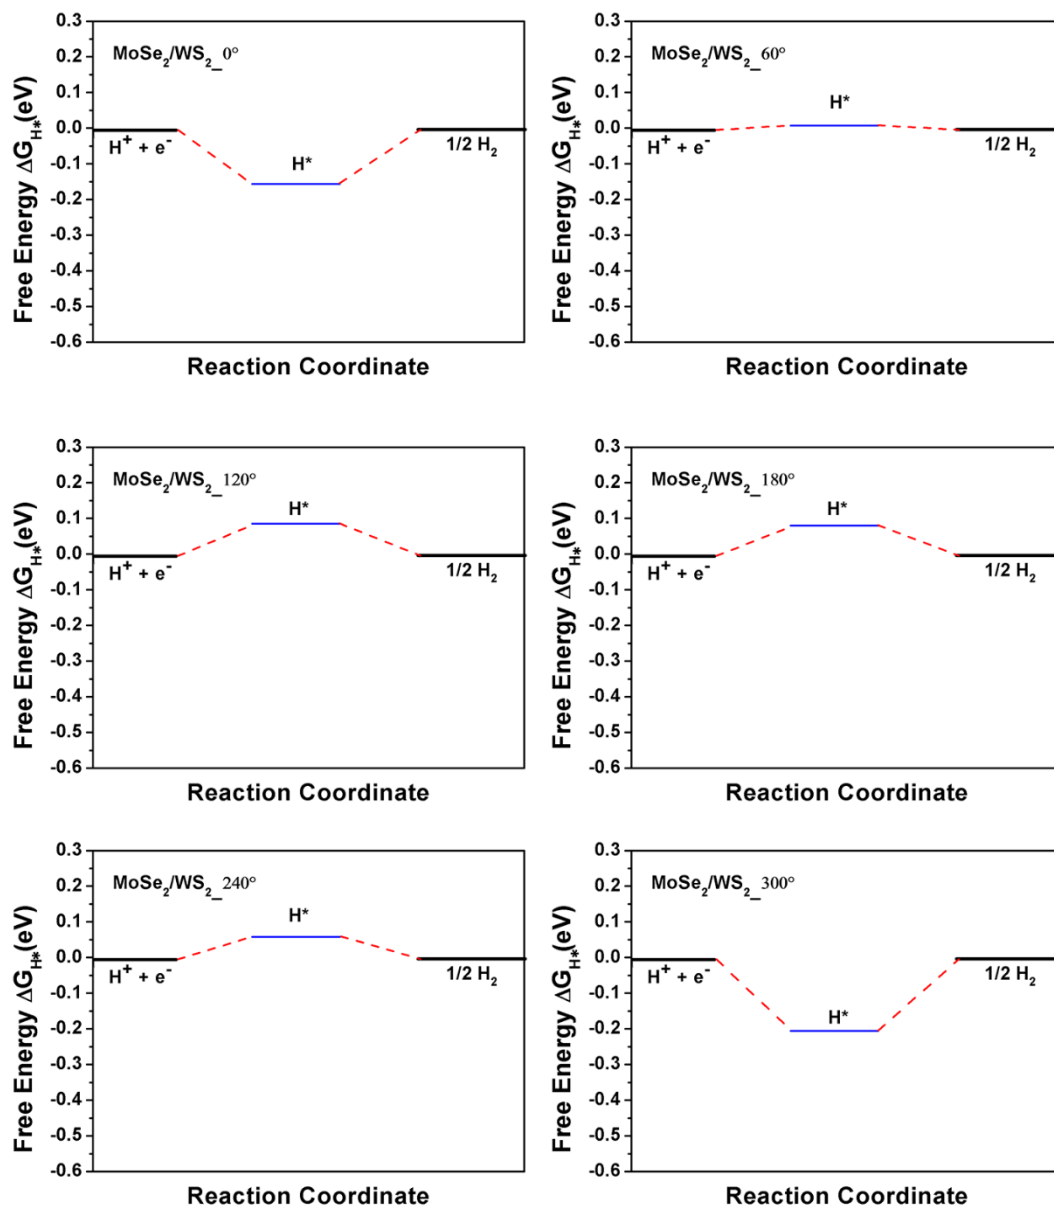 MoSe₂/WS₂_0°
Free Energy ΔG_H*(eV)
0.3
0.2
0.1
0.0
-0.1
-0.2
-0.3
-0.4
-0.5
-0.6
H⁺ + e⁻
H*
1/2 H₂
Reaction Coordinate
MoSe₂/WS₂_60°
Free Energy ΔG_H*(eV)
0.3
0.2
0.1
0.0
-0.1
-0.2
-0.3
-0.4
-0.5
-0.6
H*
H⁺ + e⁻
1/2 H₂
Reaction Coordinate
MoSe₂/WS₂_120°
Free Energy ΔG_H*(eV)
0.3
0.2
0.1
0.0
-0.1
-0.2
-0.3
-0.4
-0.5
-0.6
H*
H⁺ + e⁻
1/2 H₂
Reaction Coordinate
MoSe₂/WS₂_180°
Free Energy ΔG_H*(eV)
0.3
0.2
0.1
0.0
-0.1
-0.2
-0.3
-0.4
-0.5
-0.6
H*
H⁺ + e⁻
1/2 H₂
Reaction Coordinate
MoSe₂/WS₂_240°
Free Energy ΔG_H*(eV)
0.3
0.2
0.1
0.0
-0.1
-0.2
-0.3
-0.4
-0.5
-0.6
H*
H⁺ + e⁻
1/2 H₂
Reaction Coordinate
MoSe₂/WS₂_300°
Free Energy ΔG_H*(eV)
0.3
0.2
0.1
0.0
-0.1
-0.2
-0.3
-0.4
-0.5
-0.6
H⁺ + e⁻
H*
1/2 H₂
Reaction Coordinate